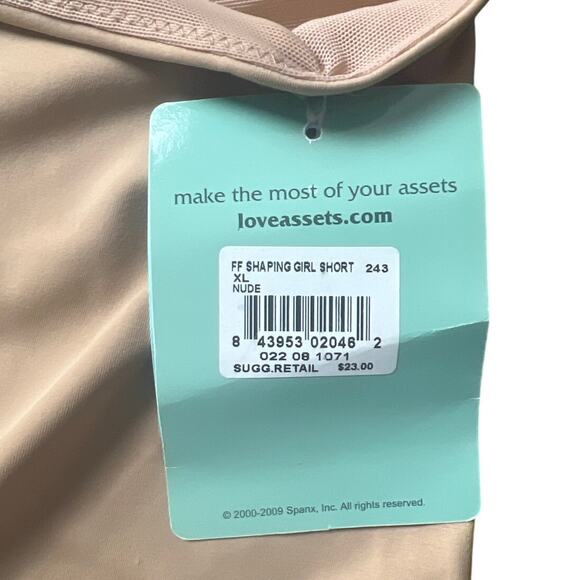 make the most of your assets
loveassets.com
FF SHAPING GIRL SHORT 243
XL
NUDE
8 43953 02046 2
022 08 1071
SUGG.RETAIL $23.00
© 2000-2009 Spanx, Inc. All rights reserved.